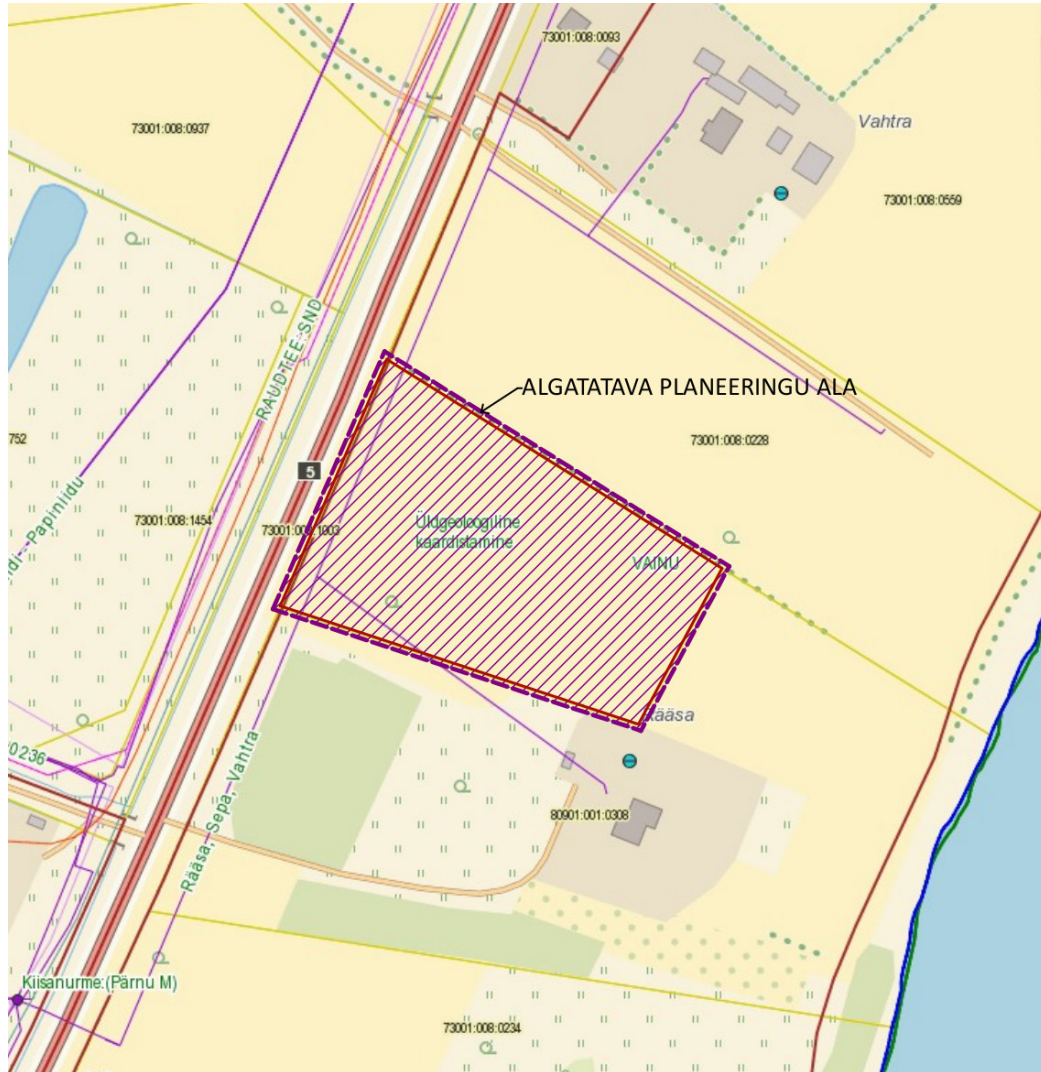 73001:008:0093
73001:008:0937
Vahtra
73001:008:0559
RAUDTEE:SND
ALGATATAVA PLANEERINGU ALA
73001:008:0228
752
5
73001:008:1454
Üldgeoloogiline
kaardistamine
VAINU
idi--Papiniidu
Rääsa
0236
Rääsa, Sepa, Vahtra
80901:001:0308
Kiisanurme:(Pärnu M)
73001:008:0234